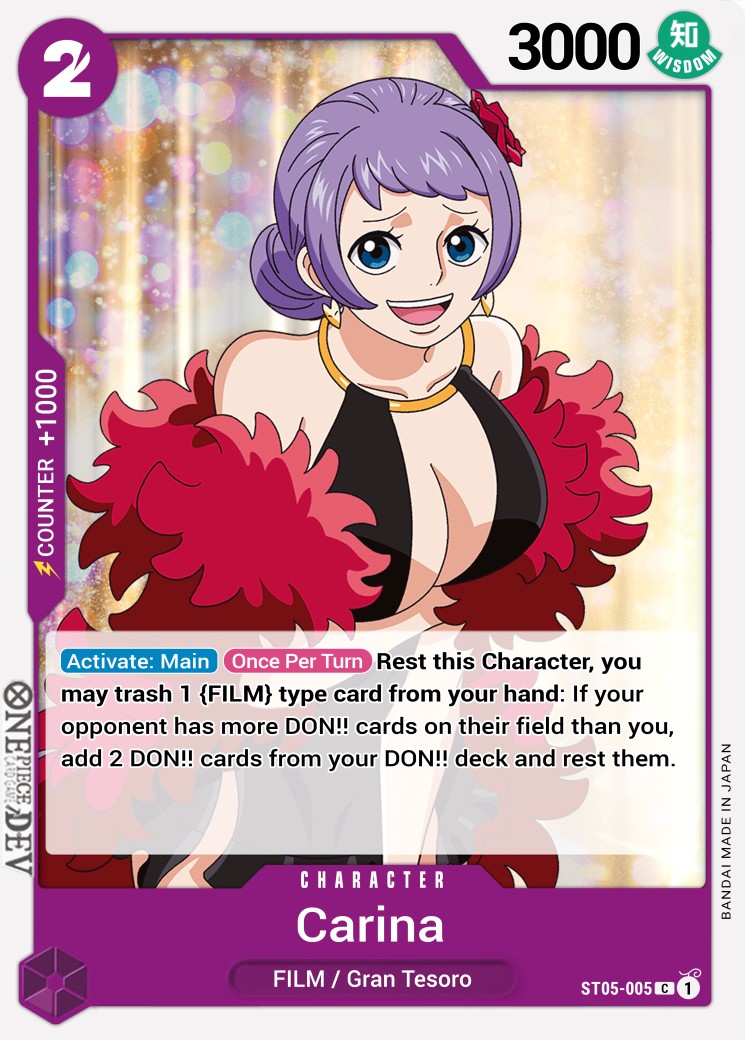 2
3000
知
WISDOM
COUNTER +1000
Activate: Main Once Per Turn Rest this Character, you
may trash 1 {FILM} type card from your hand: If your
opponent has more DON!! cards on their field than you,
add 2 DON!! cards from your DON!! deck and rest them.
ONE PIECE
CARD GAME
DEV
BANDAI MADE IN JAPAN
CHARACTER
Carina
FILM / Gran Tesoro
ST05-005 C 1